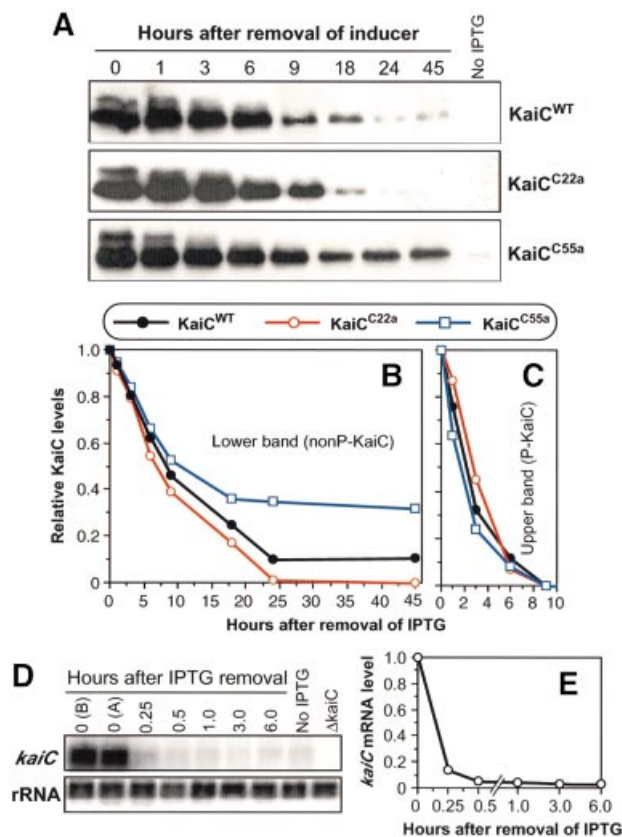 A
Hours after removal of inducer
0 1 3 6 9 18 24 45 No IPTG
KaiC^WT
KaiC^C22a
KaiC^C55a
KaiC^WT KaiC^C22a KaiC^C55a
B
Relative KaiC levels
1.0
0.8
0.6
0.4
0.2
0
Lower band (nonP-KaiC)
0 5 10 15 20 25 30 35 40 45
C
Upper band (P-KaiC)
0 2 4 6 8 10
Hours after removal of IPTG
D
Hours after IPTG removal
0 (B) 0 (A) 0.25 0.5 1.0 3.0 6.0 No IPTG ΔkaiC
kaiC
rRNA
E
kaiC mRNA level
1.0
0.8
0.6
0.4
0.2
0
0 0.25 0.5 1.0 3.0 6.0
Hours after removal of IPTG